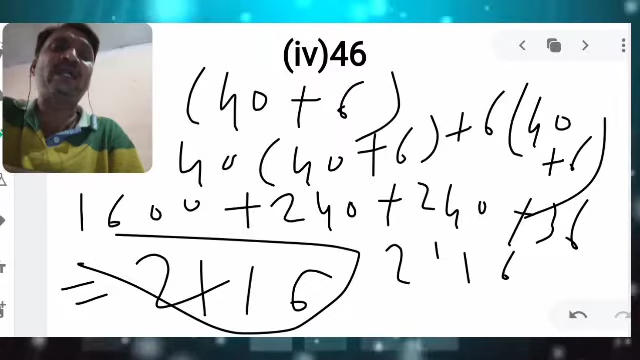 (iv)46
(40 + 6)
40(40+6)+6(40+6)
1600 + 240 + 240 + 36
= 2116
2116